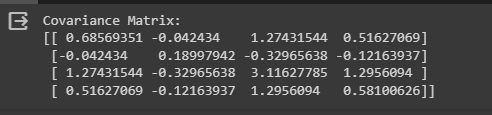 Covariance Matrix:
[[ 0.68569351 -0.042434    1.27431544  0.51627069]
 [-0.042434    0.18997942 -0.32965638 -0.12163937]
 [ 1.27431544 -0.32965638  3.11627785  1.2956094 ]
 [ 0.51627069 -0.12163937  1.2956094   0.58100626]]